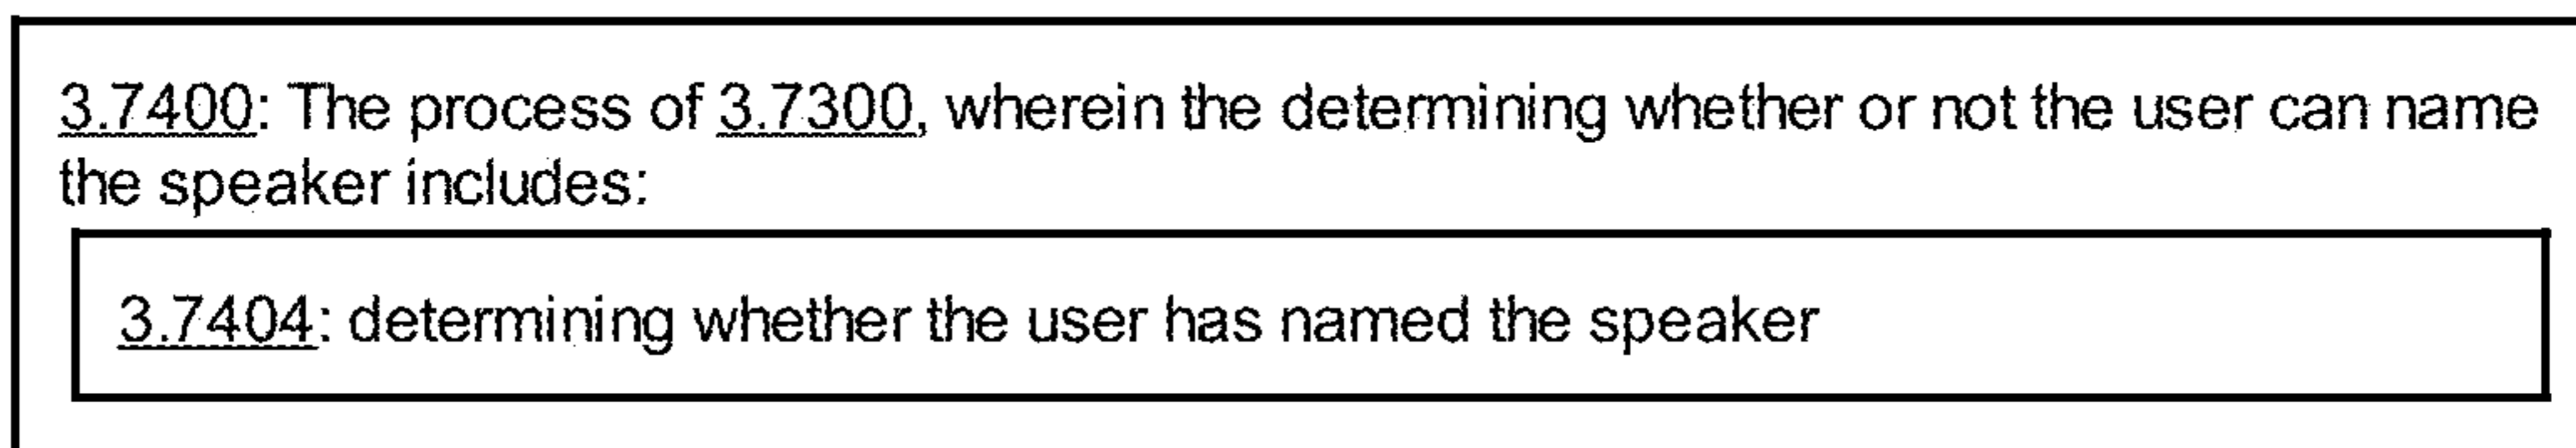 3.7400: The process of 3.7300, wherein the determining whether or not the user can name
the speaker includes:
3.7404: determining whether the user has named the speaker